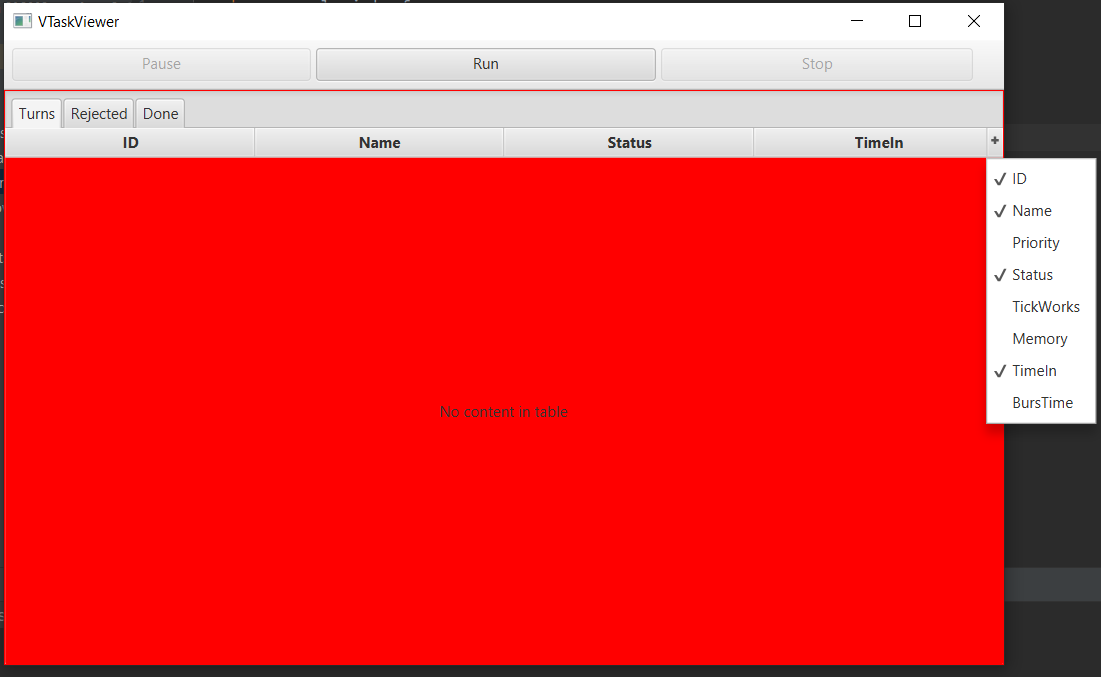 VTaskViewer
Pause Run Stop
Turns Rejected Done
ID Name Status TimeIn +
✓ ID
✓ Name
Priority
✓ Status
TickWorks
Memory
✓ TimeIn
BursTime
No content in table